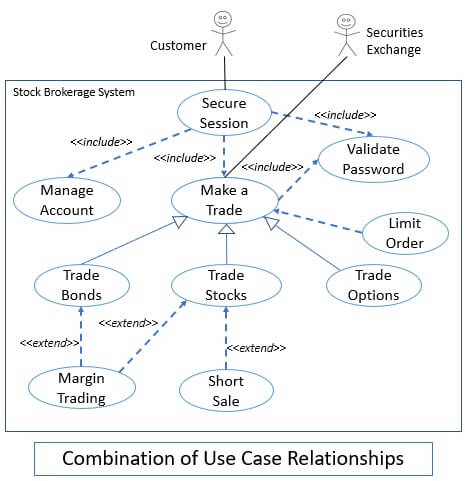 Customer
Securities
Exchange
Stock Brokerage System
Secure
Session
<<include>>
<<include>>
<<include>>
<<include>>
Validate
Password
Manage
Account
Make a
Trade
Limit
Order
Trade
Bonds
Trade
Stocks
Trade
Options
<<extend>>
<<extend>>
<<extend>>
Margin
Trading
Short
Sale
Combination of Use Case Relationships